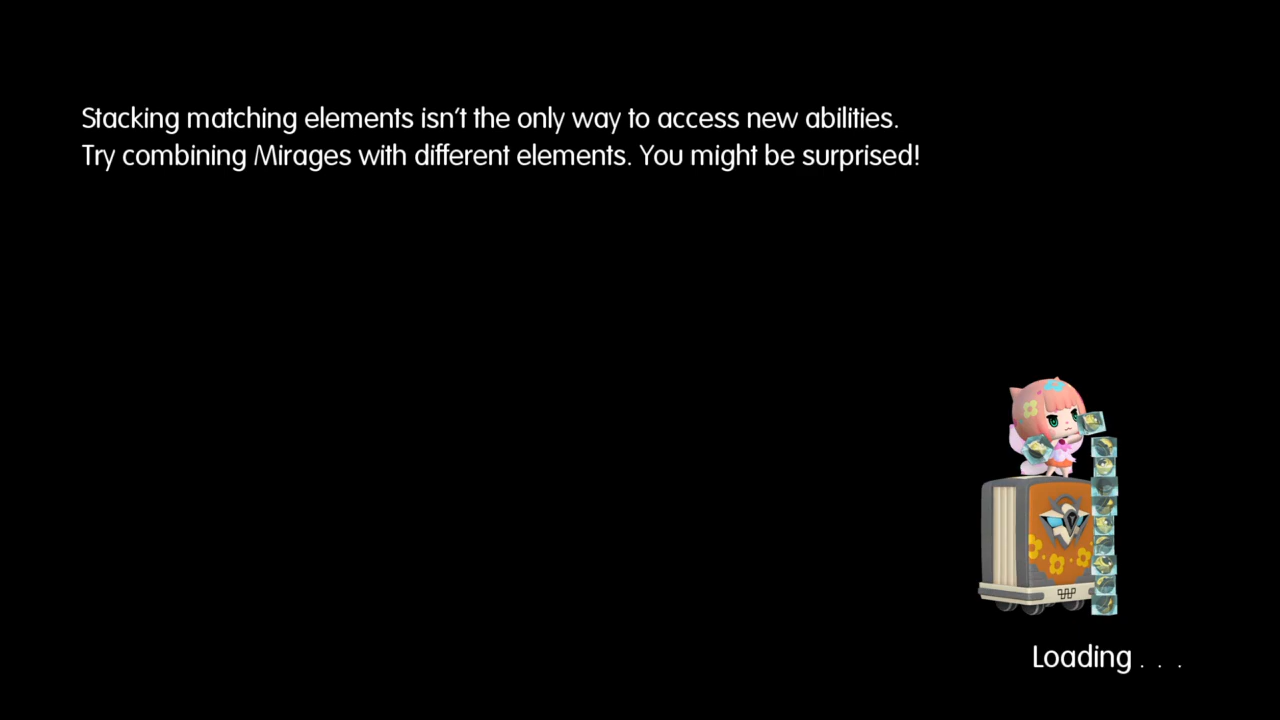 Stacking matching elements isn't the only way to access new abilities.
Try combining Mirages with different elements. You might be surprised!
Loading . . .